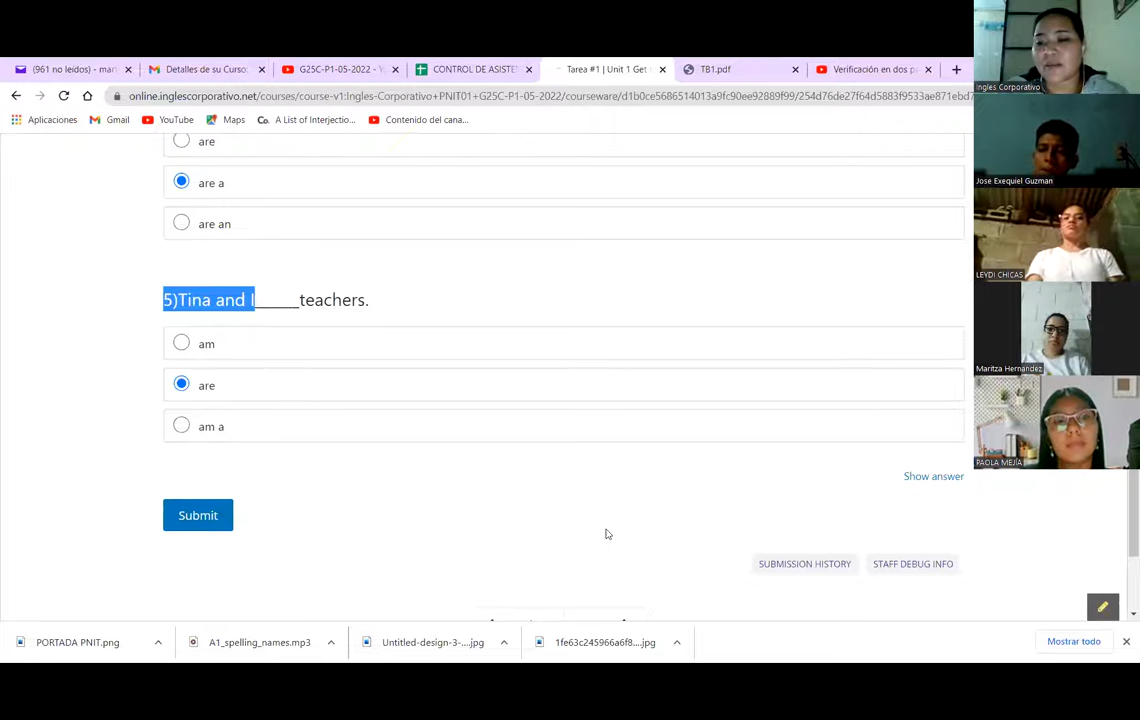 (961 no leídos) - mar
Detalles de su Curso:
G25C-P1-05-2022 - Yo
CONTROL DE ASISTE
Tarea #1 | Unit 1 Get
TB1.pdf
Verificación en dos p
online.inglescorporativo.net/courses/course-v1:Ingles-Corporativo+PNIT01+G25C-P1-05-2022/courseware/d1b0ce5686514013a9fc90ee92889f99/254d76de27f64d5883f9533ae871ebd7
Aplicaciones
Gmail
YouTube
Maps
Co.
A List of Interjectio...
Contenido del cana...
are
are a
are an
5)Tina and I______teachers.
am
are
am a
Show answer
Submit
SUBMISSION HISTORY
STAFF DEBUG INFO
PORTADA PNIT.png
A1_spelling_names.mp3
Untitled-design-3-....jpg
1fe63c245966a6f8....jpg
Mostrar todo
Ingles Corporativo
Jose Exequiel Guzman
LEYDI CHICAS
Maritza Hernandez
PAOLA MEJÍA